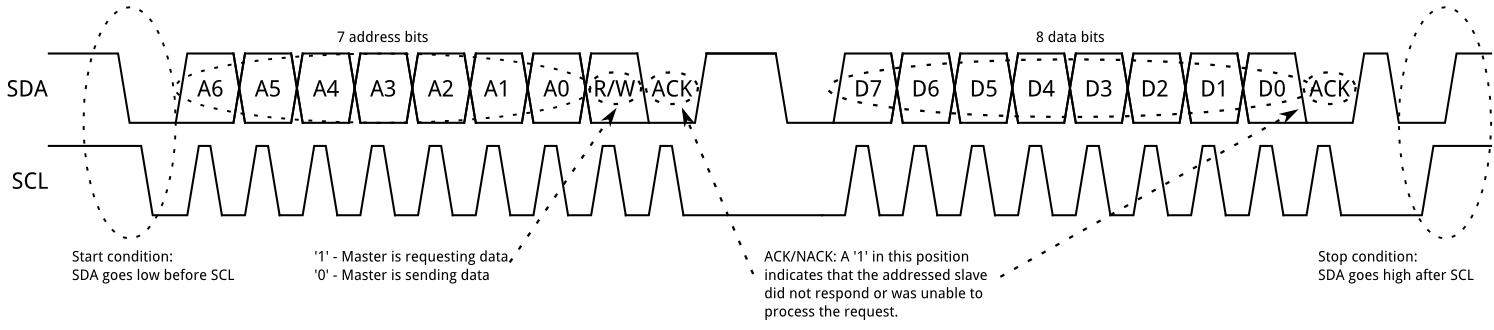 7 address bits
8 data bits
SDA A6 A5 A4 A3 A2 A1 A0 R/W ACK D7 D6 D5 D4 D3 D2 D1 D0 ACK
SCL
Start condition:
SDA goes low before SCL
'1' - Master is requesting data
'0' - Master is sending data
ACK/NACK: A '1' in this position
indicates that the addressed slave
did not respond or was unable to
process the request.
Stop condition:
SDA goes high after SCL